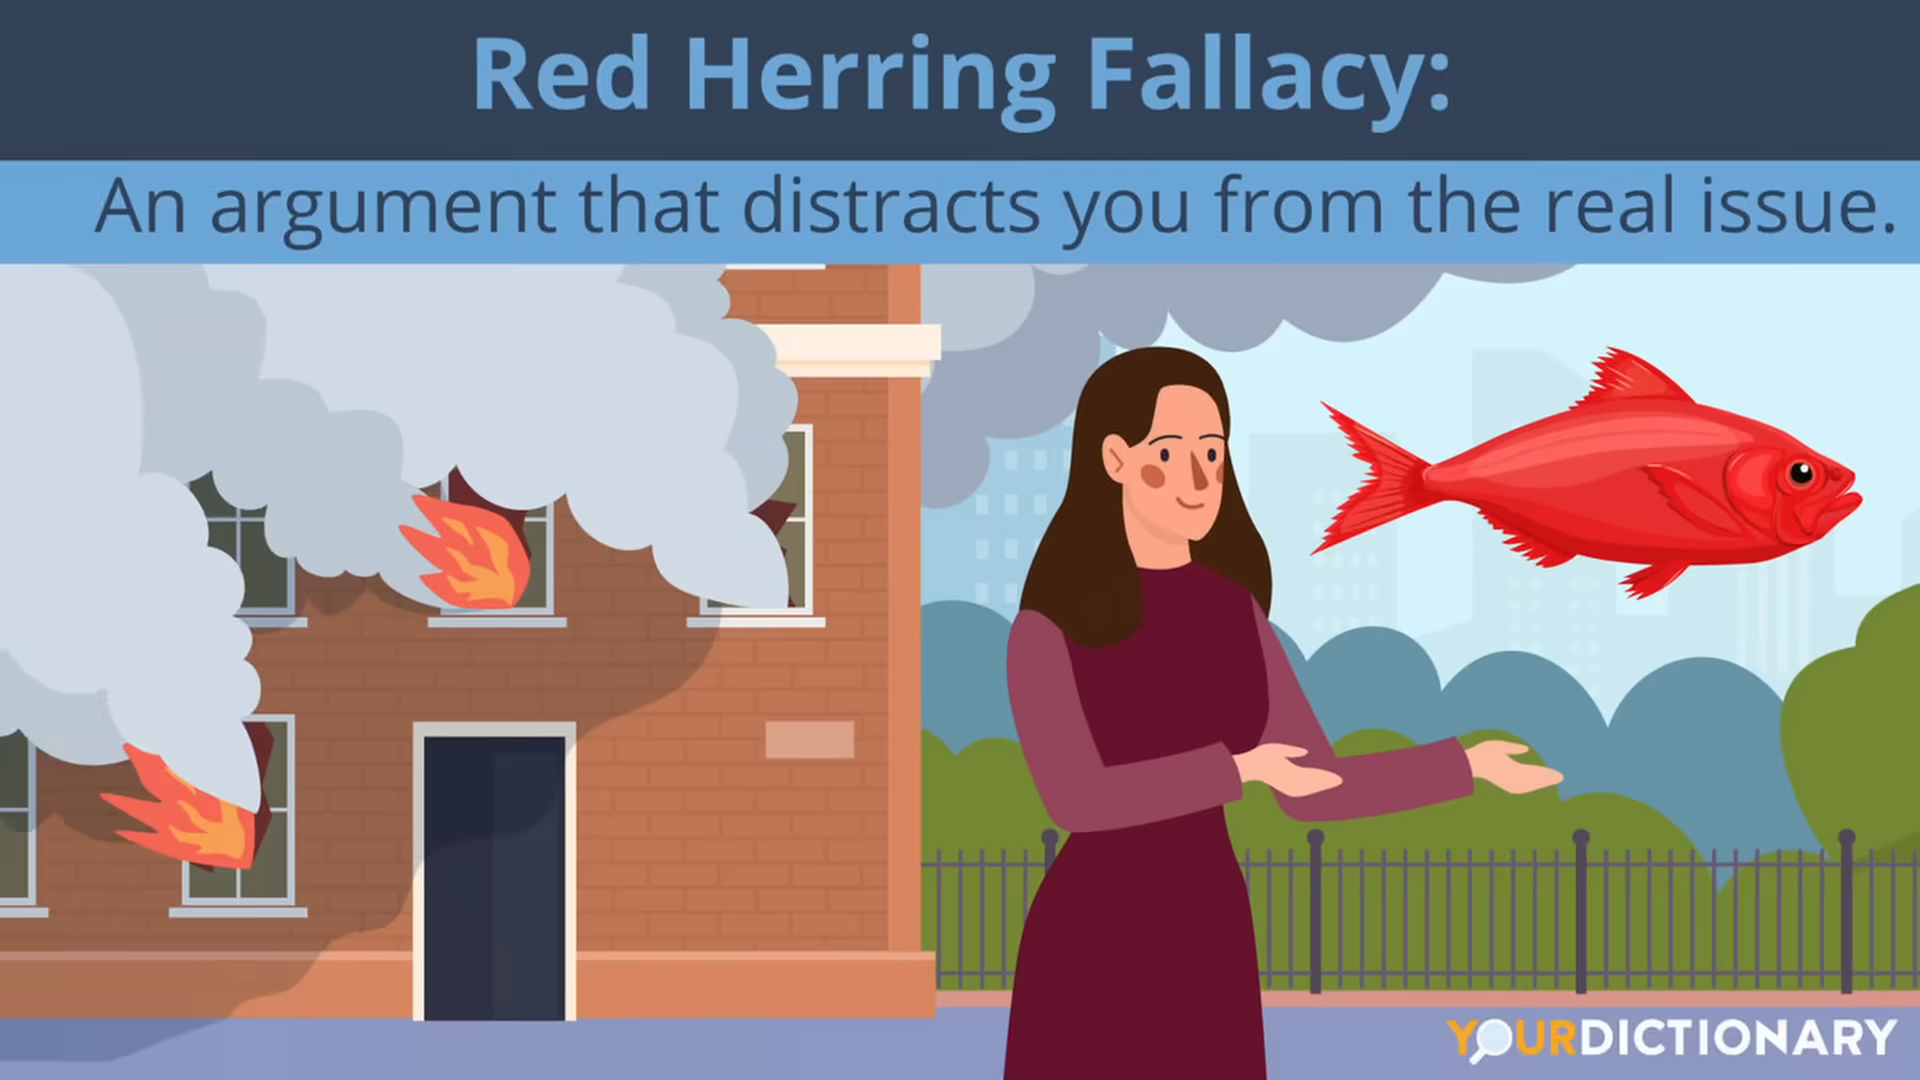 Red Herring Fallacy:
An argument that distracts you from the real issue.
YOURDICTIONARY